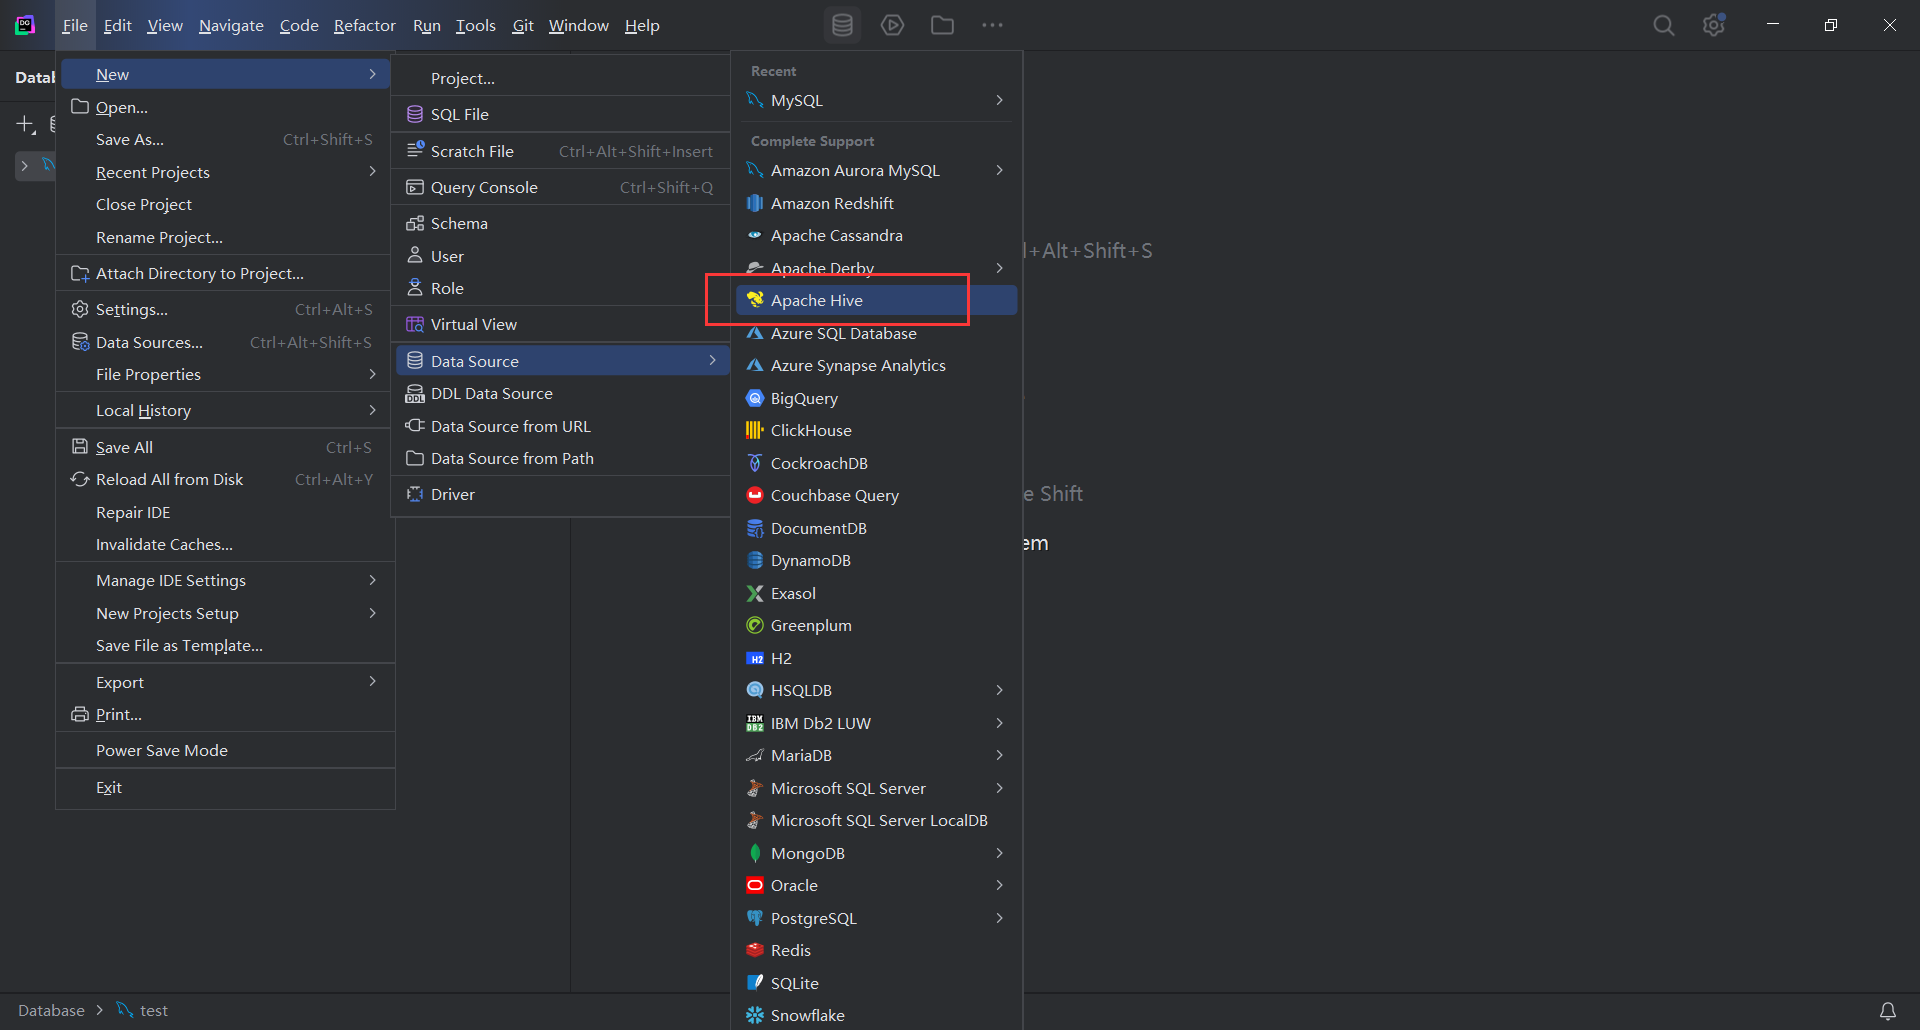 DG
File Edit View Navigate Code Refactor Run Tools Git Window Help
New
Open...
Save As... Ctrl+Shift+S
Recent Projects
Close Project
Rename Project...
Attach Directory to Project...
Settings... Ctrl+Alt+S
Data Sources... Ctrl+Alt+Shift+S
File Properties
Local History
Save All Ctrl+S
Reload All from Disk Ctrl+Alt+Y
Repair IDE
Invalidate Caches...
Manage IDE Settings
New Projects Setup
Save File as Template...
Export
Print...
Power Save Mode
Exit
Project...
SQL File
Scratch File Ctrl+Alt+Shift+Insert
Query Console Ctrl+Shift+Q
Schema
User
Role
Virtual View
Data Source
DDL Data Source
Data Source from URL
Data Source from Path
Driver
Recent
MySQL
Complete Support
Amazon Aurora MySQL
Amazon Redshift
Apache Cassandra
Apache Derby
Apache Hive
Azure SQL Database
Azure Synapse Analytics
BigQuery
ClickHouse
CockroachDB
Couchbase Query
DocumentDB
DynamoDB
Exasol
Greenplum
H2
HSQLDB
IBM Db2 LUW
MariaDB
Microsoft SQL Server
Microsoft SQL Server LocalDB
MongoDB
Oracle
PostgreSQL
Redis
SQLite
Snowflake
+Alt+Shift+S
e Shift
em
Database > test